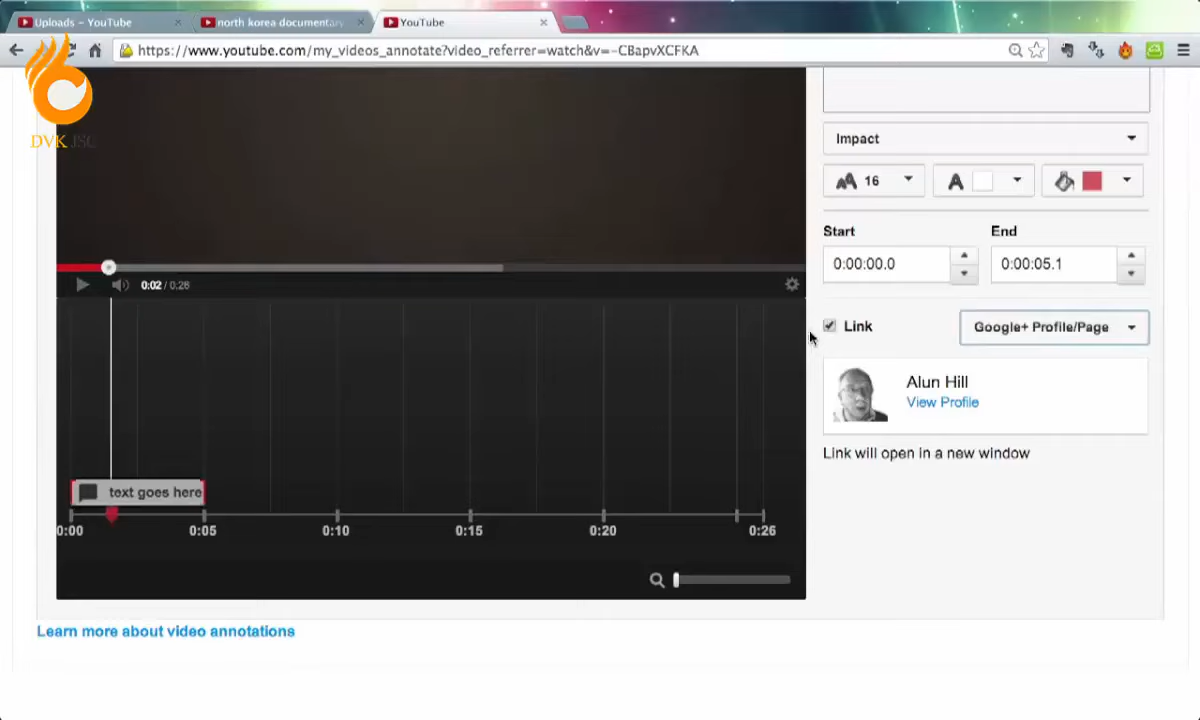 Uploads - YouTube
north korea documentary
YouTube
https://www.youtube.com/my_videos_annotate?video_referrer=watch&v=-CBapvXCFKA
DVK JSC
Impact
16
Start
End
0:00:00.0
0:00:05.1
0:02 / 0:26
Link
Google+ Profile/Page
Alun Hill
View Profile
Link will open in a new window
text goes here
0:00
0:05
0:10
0:15
0:20
0:26
Learn more about video annotations